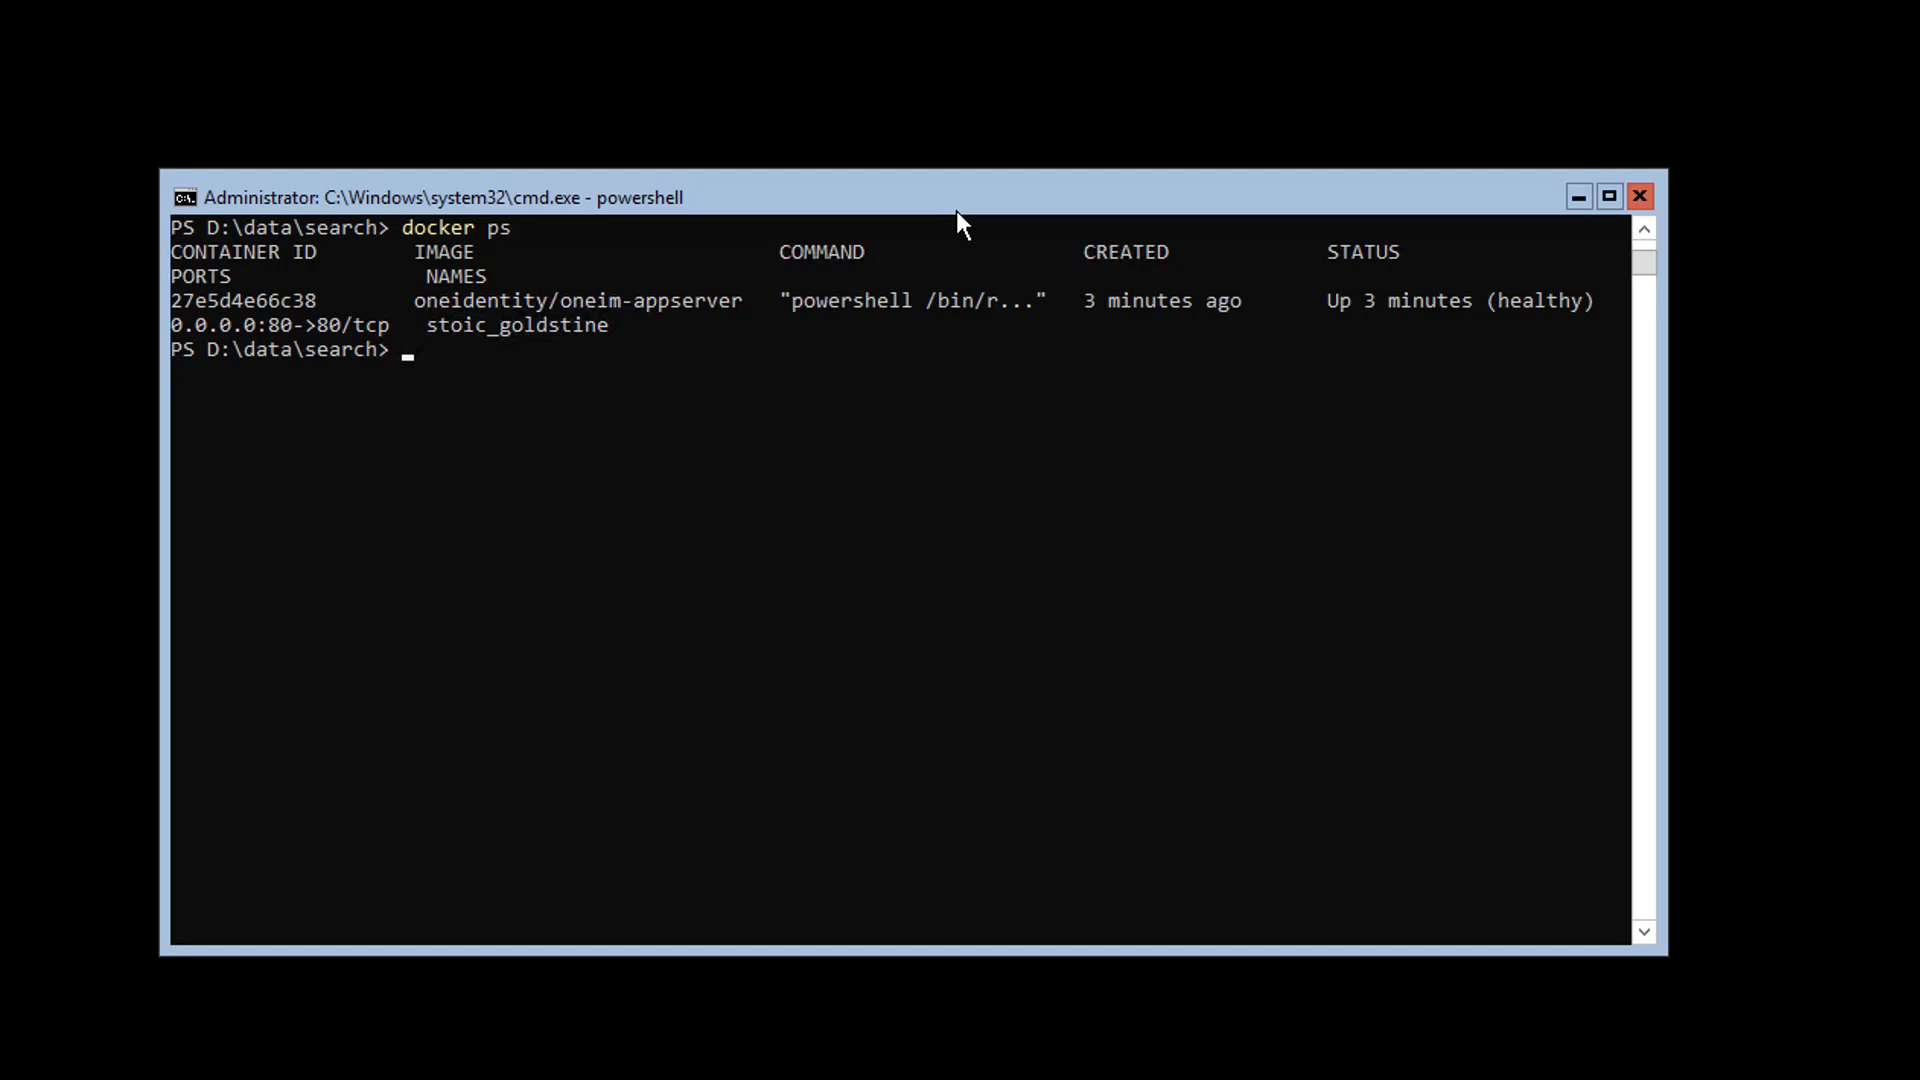 Administrator: C:\Windows\system32\cmd.exe - powershell
PS D:\data\search> docker ps
CONTAINER ID IMAGE COMMAND CREATED STATUS
PORTS NAMES
27e5d4e66c38 oneidentity/oneim-appserver "powershell /bin/r..." 3 minutes ago Up 3 minutes (healthy)
0.0.0.0:80->80/tcp stoic_goldstine
PS D:\data\search>